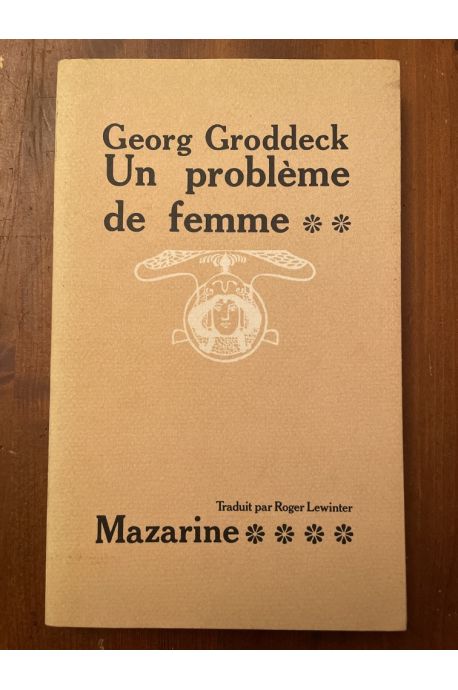 Georg Groddeck
Un problème
de femme ✻ ✻
Traduit par Roger Lewinter
Mazarine ✻ ✻ ✻ ✻